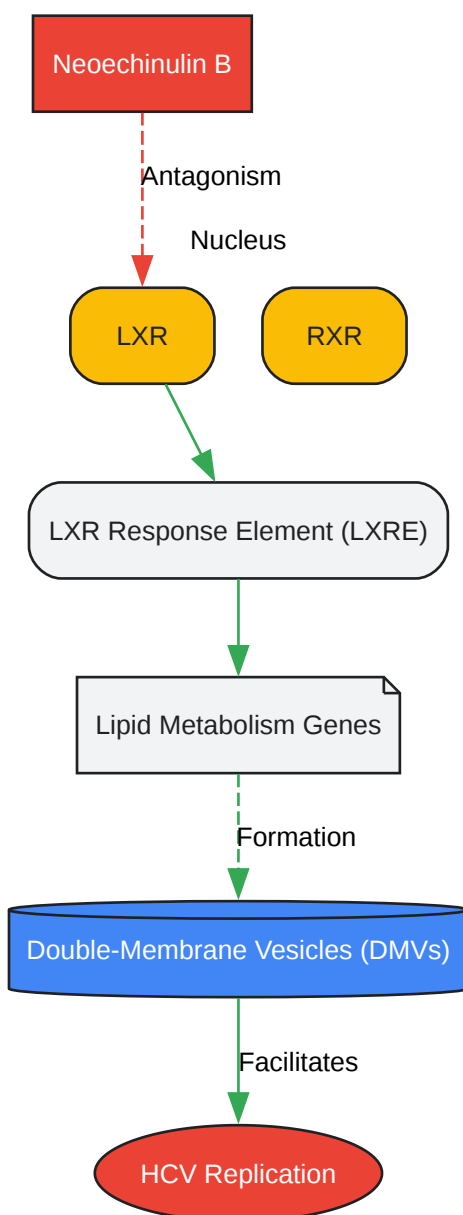 Neoechinulin B
Antagonism
Nucleus
LXR
RXR
LXR Response Element (LXRE)
Lipid Metabolism Genes
Formation
Double-Membrane Vesicles (DMVs)
Facilitates
HCV Replication